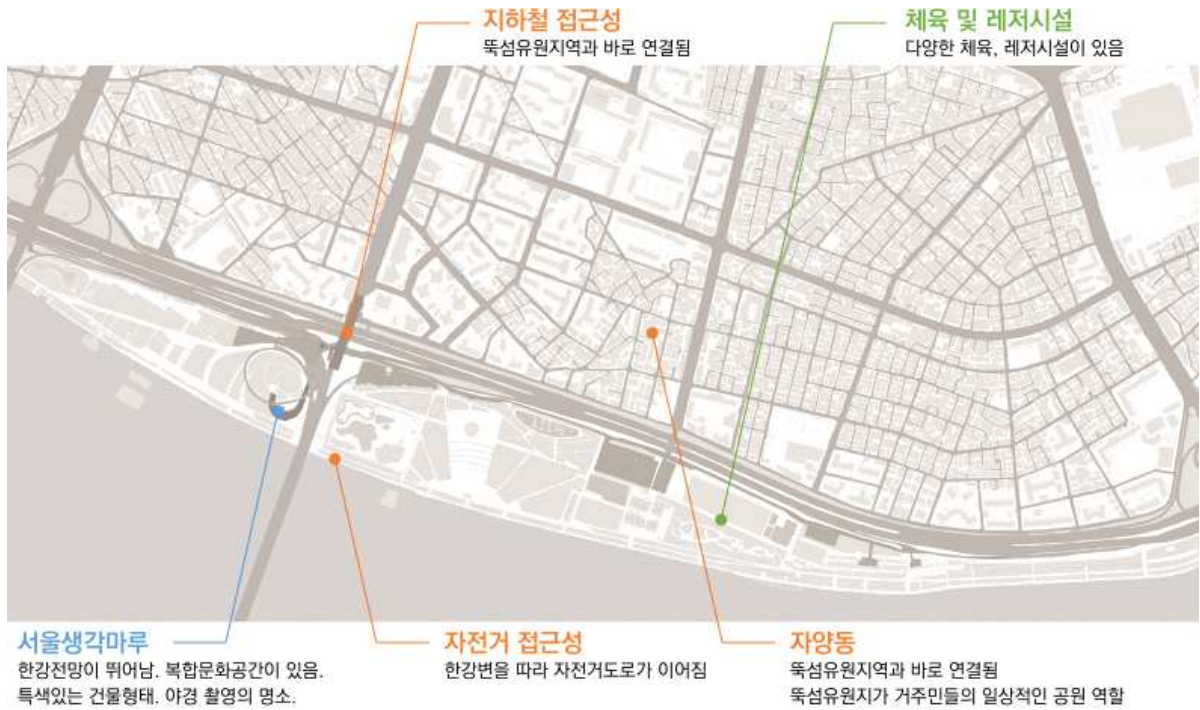 지하철 접근성
뚝섬유원지역과 바로 연결됨
체육 및 레저시설
다양한 체육, 레저시설이 있음
서울생각마루
한강전망이 뛰어남. 복합문화공간이 있음.
특색있는 건물형태. 야경 촬영의 명소.
자전거 접근성
한강변을 따라 자전거도로가 이어짐
자양동
뚝섬유원지역과 바로 연결됨
뚝섬유원지가 거주민들의 일상적인 공원 역할